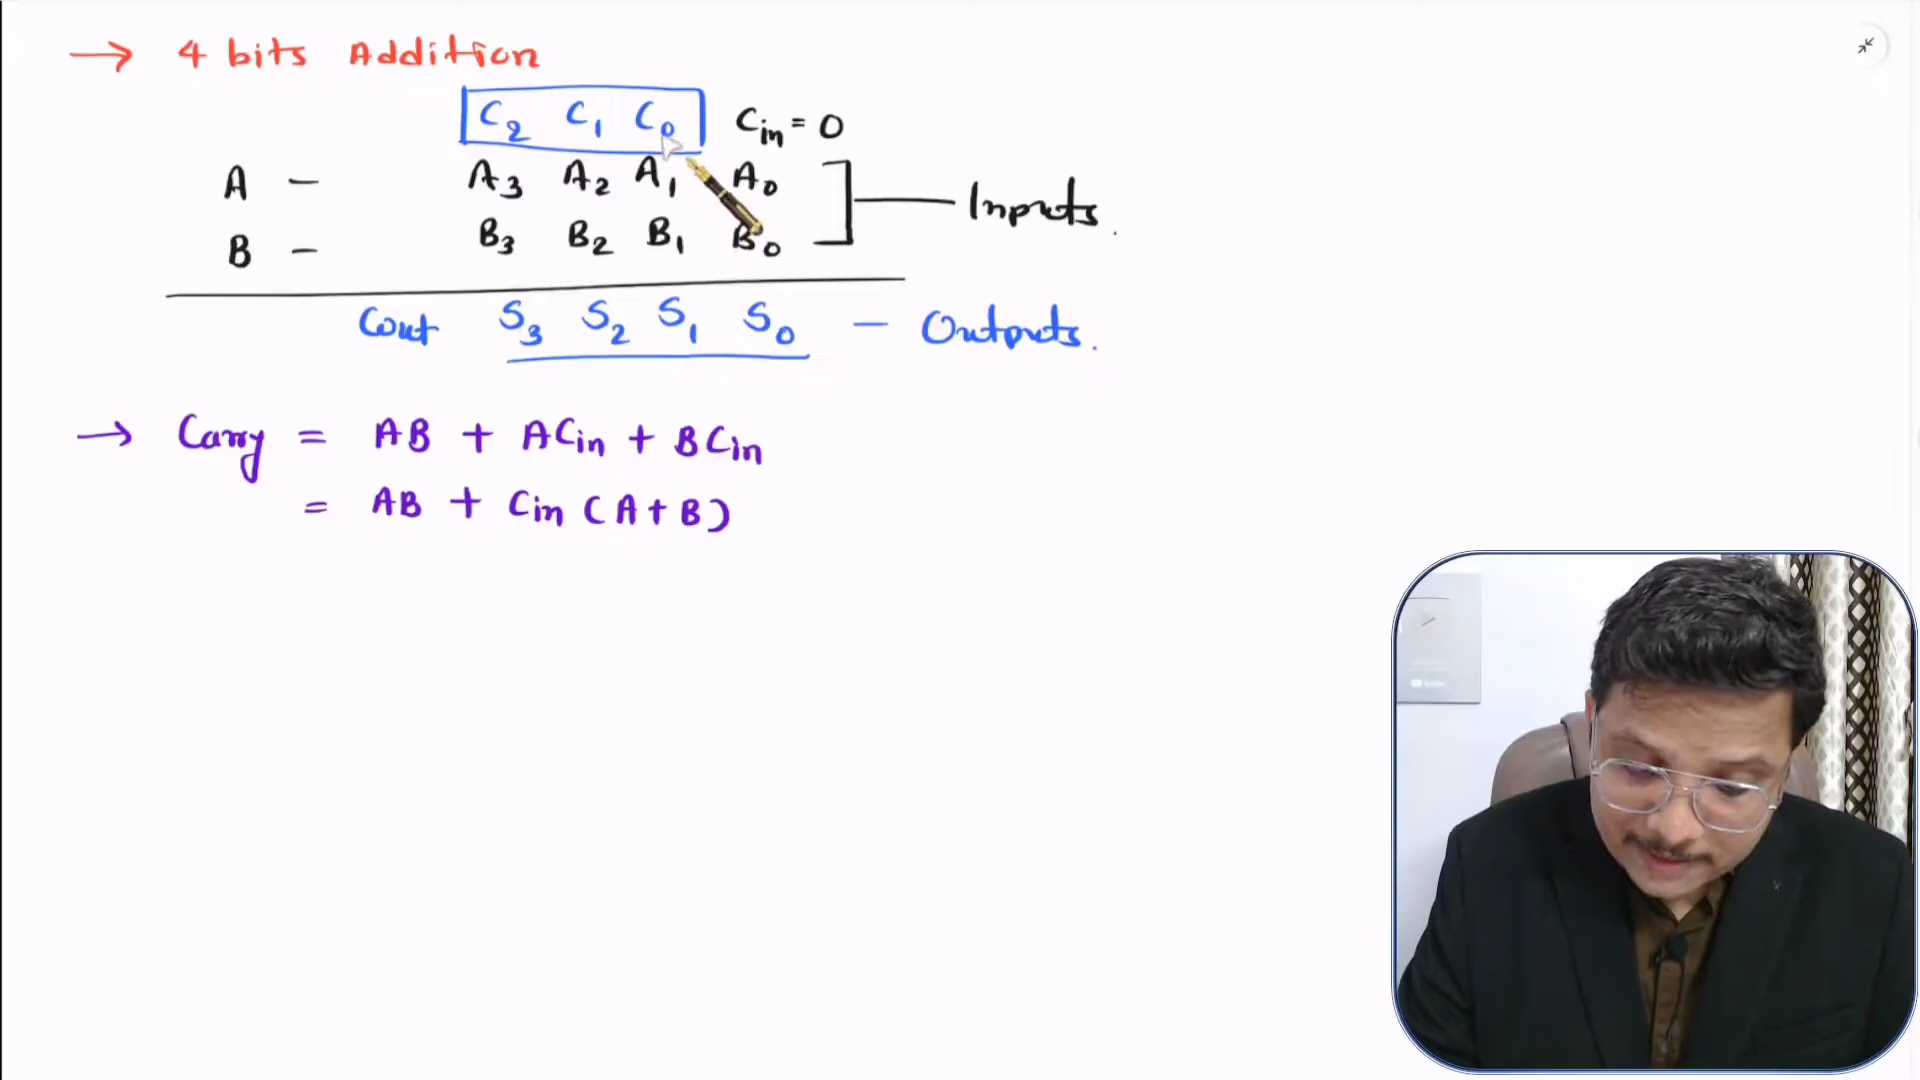 → 4 bits Addition
C₂ C₁ C₀ Cin = 0
A – A₃ A₂ A₁ A₀
B – B₃ B₂ B₁ B₀
Inputs.
Cout S₃ S₂ S₁ S₀ – Outputs.
→ Carry = AB + ACin + BCin
= AB + Cin (A + B)